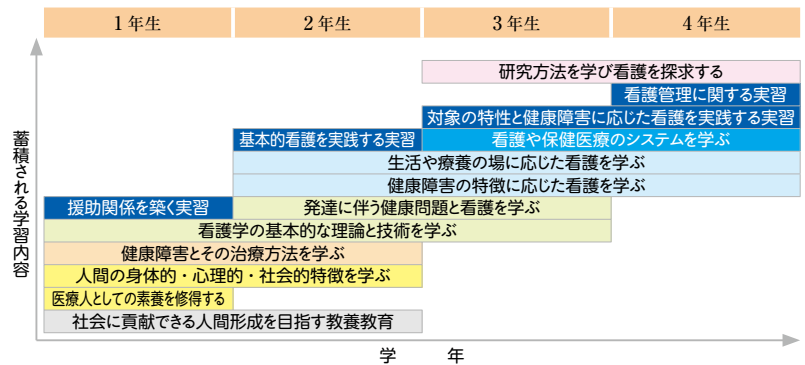 1年生
2年生
3年生
4年生
研究方法を学び看護を探求する
看護管理に関する実習
対象の特性と健康障害に応じた看護を実践する実習
基本的看護を実践する実習
看護や保健医療のシステムを学ぶ
生活や療養の場に応じた看護を学ぶ
健康障害の特徴に応じた看護を学ぶ
援助関係を築く実習
発達に伴う健康問題と看護を学ぶ
看護学の基本的な理論と技術を学ぶ
健康障害とその治療方法を学ぶ
人間の身体的・心理的・社会的特徴を学ぶ
医療人としての素養を修得する
社会に貢献できる人間形成を目指す教養教育
蓄積される学習内容
学年